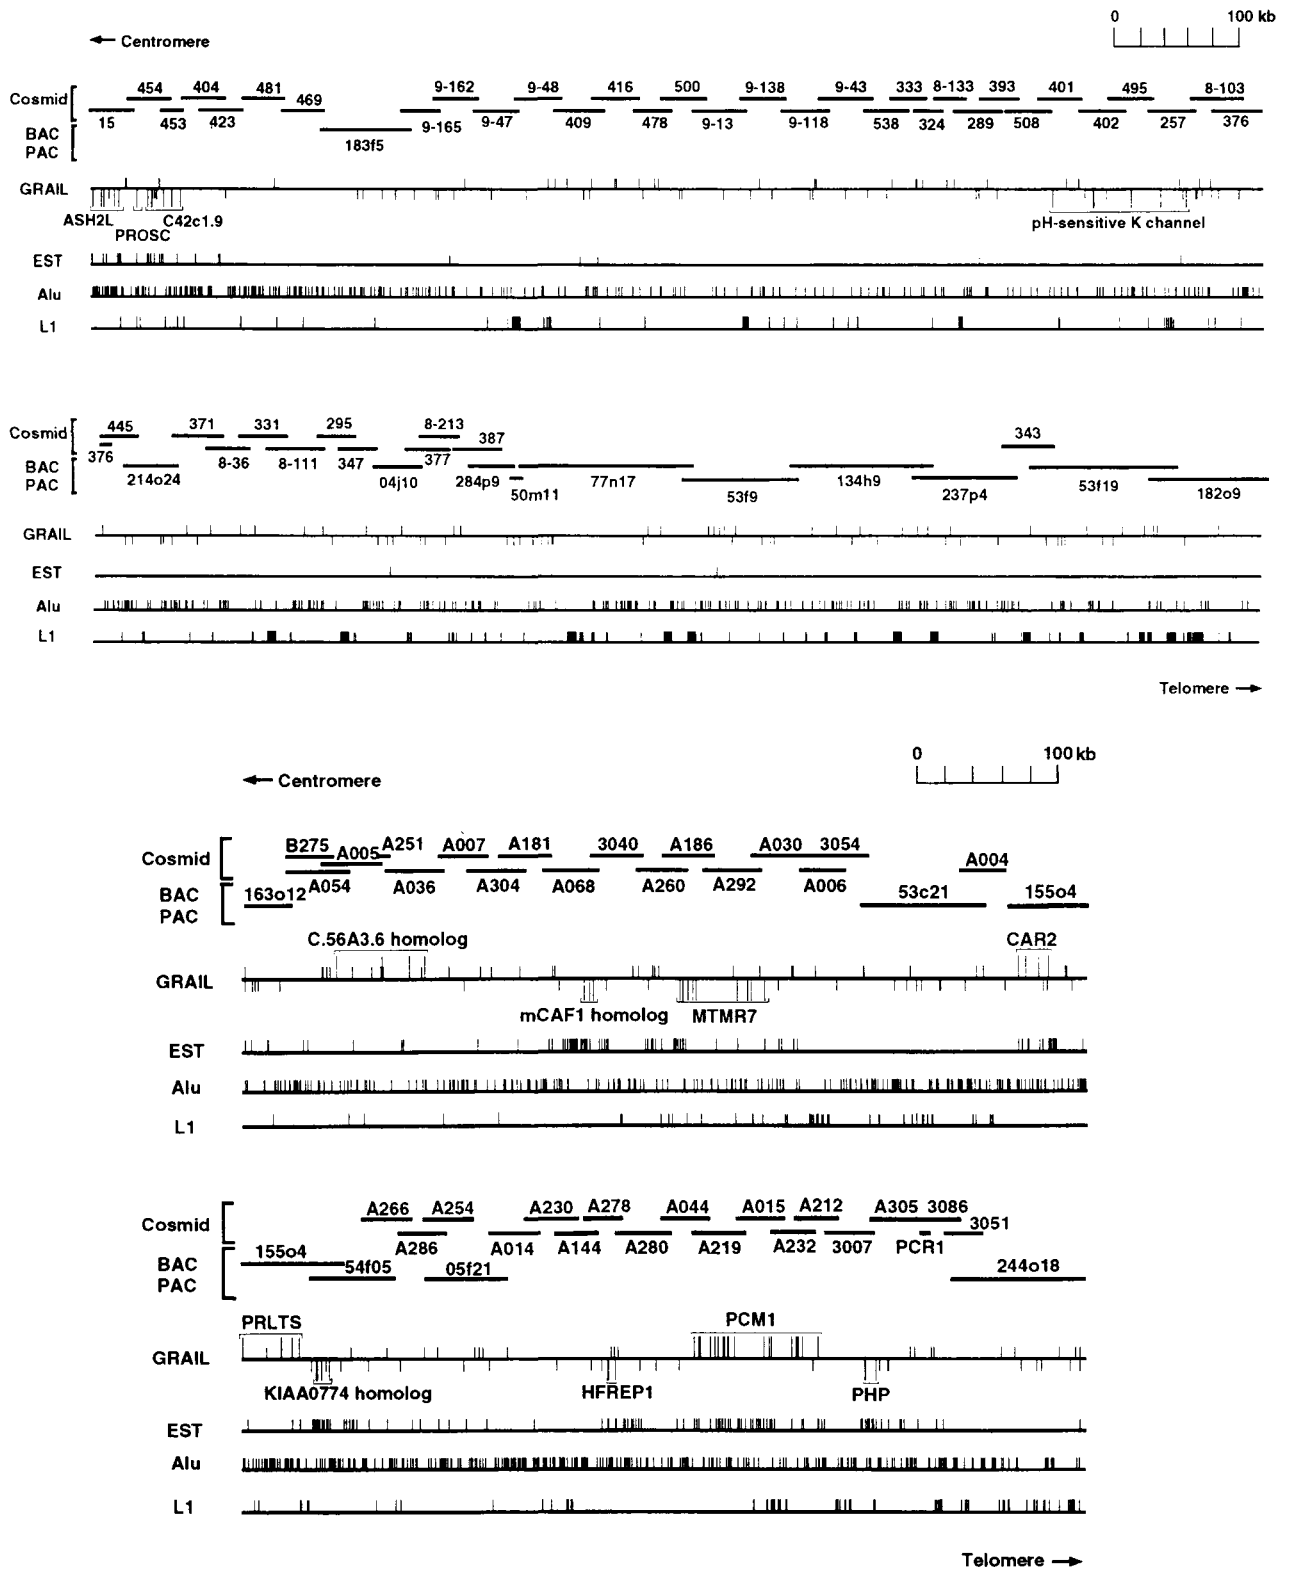 0 100 kb
← Centromere
454 404 481 9-162 9-48 416 500 9-138 9-43 333 8-133 393 401 495 8-103
Cosmid 469
15 453 423 9-165 9-47 409 478 9-13 9-118 538 324 289 508 402 257 376
BAC
PAC 183f5
GRAIL
ASH2L C42c1.9 pH-sensitive K channel
PROSC
EST
Alu
L1
445 371 331 295 8-213 343
Cosmid 387
376 8-36 8-111 347 377
BAC
PAC 214o24 04j10 284p9 50m11 77n17 53f9 134h9 237p4 53f19 182o9
GRAIL
EST
Alu
L1
Telomere →
0 100 kb
← Centromere
B275 A005 A251 A007 A181 3040 A186 A030 3054
Cosmid A004
A054 A036 A304 A068 A260 A292 A006
BAC 163o12 53c21 155o4
PAC
C.56A3.6 homolog CAR2
GRAIL
mCAF1 homolog MTMR7
EST
Alu
L1
A266 A254 A230 A278 A044 A015 A212 A305 3086
Cosmid 3051
A286 A014 A144 A280 A219 A232 3007 PCR1
BAC 155o4 54f05 05f21 244o18
PAC
PRLTS PCM1
GRAIL
KIAA0774 homolog HFREP1 PHP
EST
Alu
L1
Telomere →